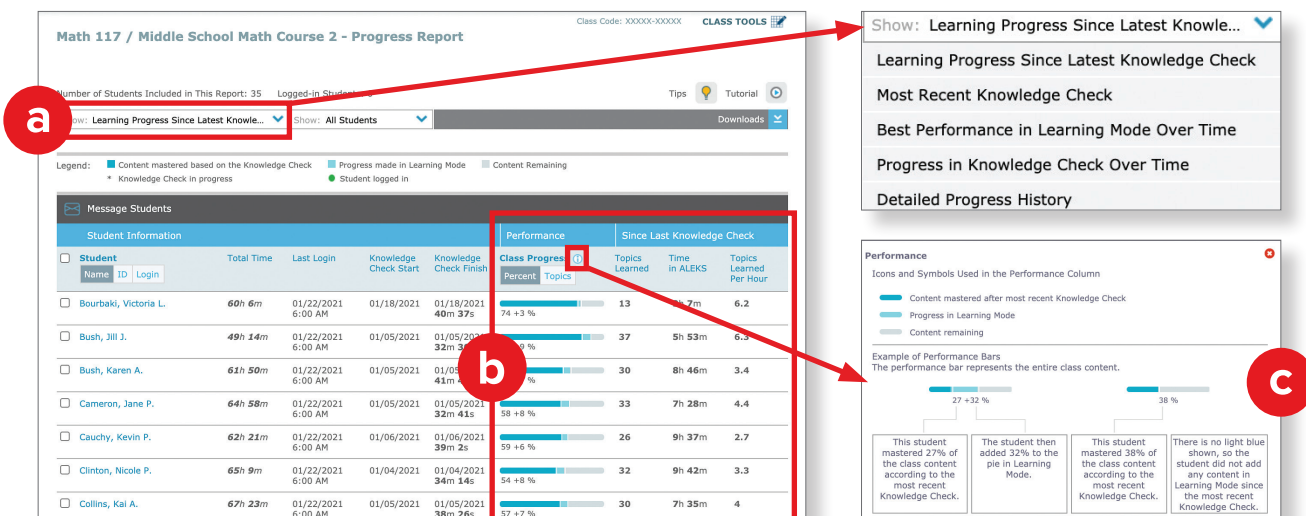 Class Code: XXXXX-XXXXX CLASS TOOLS
Math 117 / Middle School Math Course 2 - Progress Report
Number of Students Included in This Report: 35 Logged-in
Tips Tutorial
a
Learning Progress Since Latest Knowle...
Show: All Students
Downloads
Legend: Content mastered based on the Knowledge Check Progress made in Learning Mode Content Remaining
* Knowledge Check in progress Student logged in
Message Students
Student Information Performance Since Last Knowledge Check
Student Total Time Last Login Knowledge Check Start Knowledge Check Finish Class Progress Topics Learned Time in ALEKS Topics Learned Per Hour
Name ID Login Percent Topics
Bourbaki, Victoria L. 60h 6m 01/22/2021 01/18/2021 01/18/2021 13 7m 6.2
6:00 AM 40m 37s 74 +3 %
Bush, Jill J. 49h 14m 01/22/2021 01/05/2021 01/05/2021 37 5h 53m 6.3
6:00 AM 32m %
Bush, Karen A. 61h 50m 01/22/2021 01/05/2021 30 8h 46m 3.4
6:00 AM 41m %
Cameron, Jane P. 64h 58m 01/22/2021 01/05/2021 01/05/2021 33 7h 28m 4.4
6:00 AM 32m 41s 58 +8 %
Cauchy, Kevin P. 62h 21m 01/22/2021 01/06/2021 01/06/2021 26 9h 37m 2.7
6:00 AM 39m 2s 59 +6 %
Clinton, Nicole P. 65h 9m 01/22/2021 01/04/2021 01/04/2021 32 9h 42m 3.3
6:00 AM 34m 14s 54 +8 %
Collins, Kai A. 67h 23m 01/22/2021 01/05/2021 01/05/2021 30 7h 35m 4
6:00 AM 38m 26s 57 +7 %
b
Show: Learning Progress Since Latest Knowle...
Learning Progress Since Latest Knowledge Check
Most Recent Knowledge Check
Best Performance in Learning Mode Over Time
Progress in Knowledge Check Over Time
Detailed Progress History
Performance
Icons and Symbols Used in the Performance Column
Content mastered after most recent Knowledge Check
Progress in Learning Mode
Content remaining
Example of Performance Bars
The performance bar represents the entire class content.
c
27 +32 % 38 %
This student
mastered 27% of
the class content
according to the
most recent
Knowledge Check.
The student then
added 32% to the
pie in Learning
Mode.
This student
mastered 38% of
the class content
according to the
most recent
Knowledge Check.
There is no light blue
shown, so the
student did not add
any content in
Learning Mode since
the most recent
Knowledge Check.